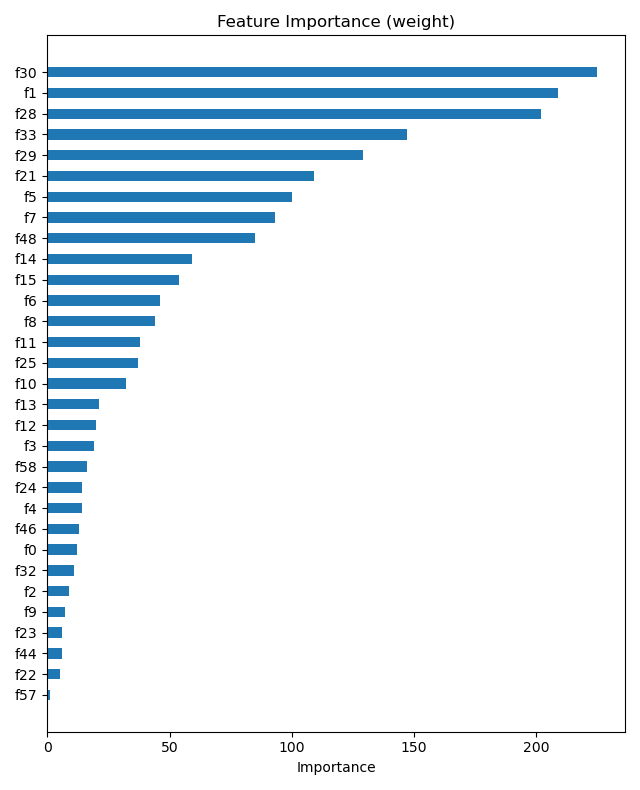 Feature Importance (weight)
f30
f1
f28
f33
f29
f21
f5
f7
f48
f14
f15
f6
f8
f11
f25
f10
f13
f12
f3
f58
f24
f4
f46
f0
f32
f2
f9
f23
f44
f22
f57
0 50 100 150 200
Importance